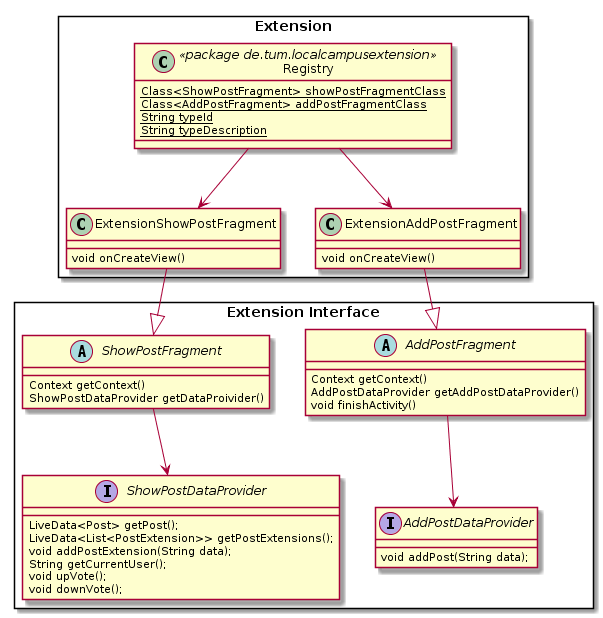 Extension
C «package de.tum.localcampusextension»
Registry
Class<ShowPostFragment> showPostFragmentClass
Class<AddPostFragment> addPostFragmentClass
String typeId
String typeDescription
C ExtensionShowPostFragment
void onCreateView()
C ExtensionAddPostFragment
void onCreateView()
Extension Interface
A ShowPostFragment
Context getContext()
ShowPostDataProvider getDataProivider()
A AddPostFragment
Context getContext()
AddPostDataProvider getAddPostDataProvider()
void finishActivity()
I ShowPostDataProvider
LiveData<Post> getPost();
LiveData<List<PostExtension>> getPostExtensions();
void addPostExtension(String data);
String getCurrentUser();
void upVote();
void downVote();
I AddPostDataProvider
void addPost(String data);